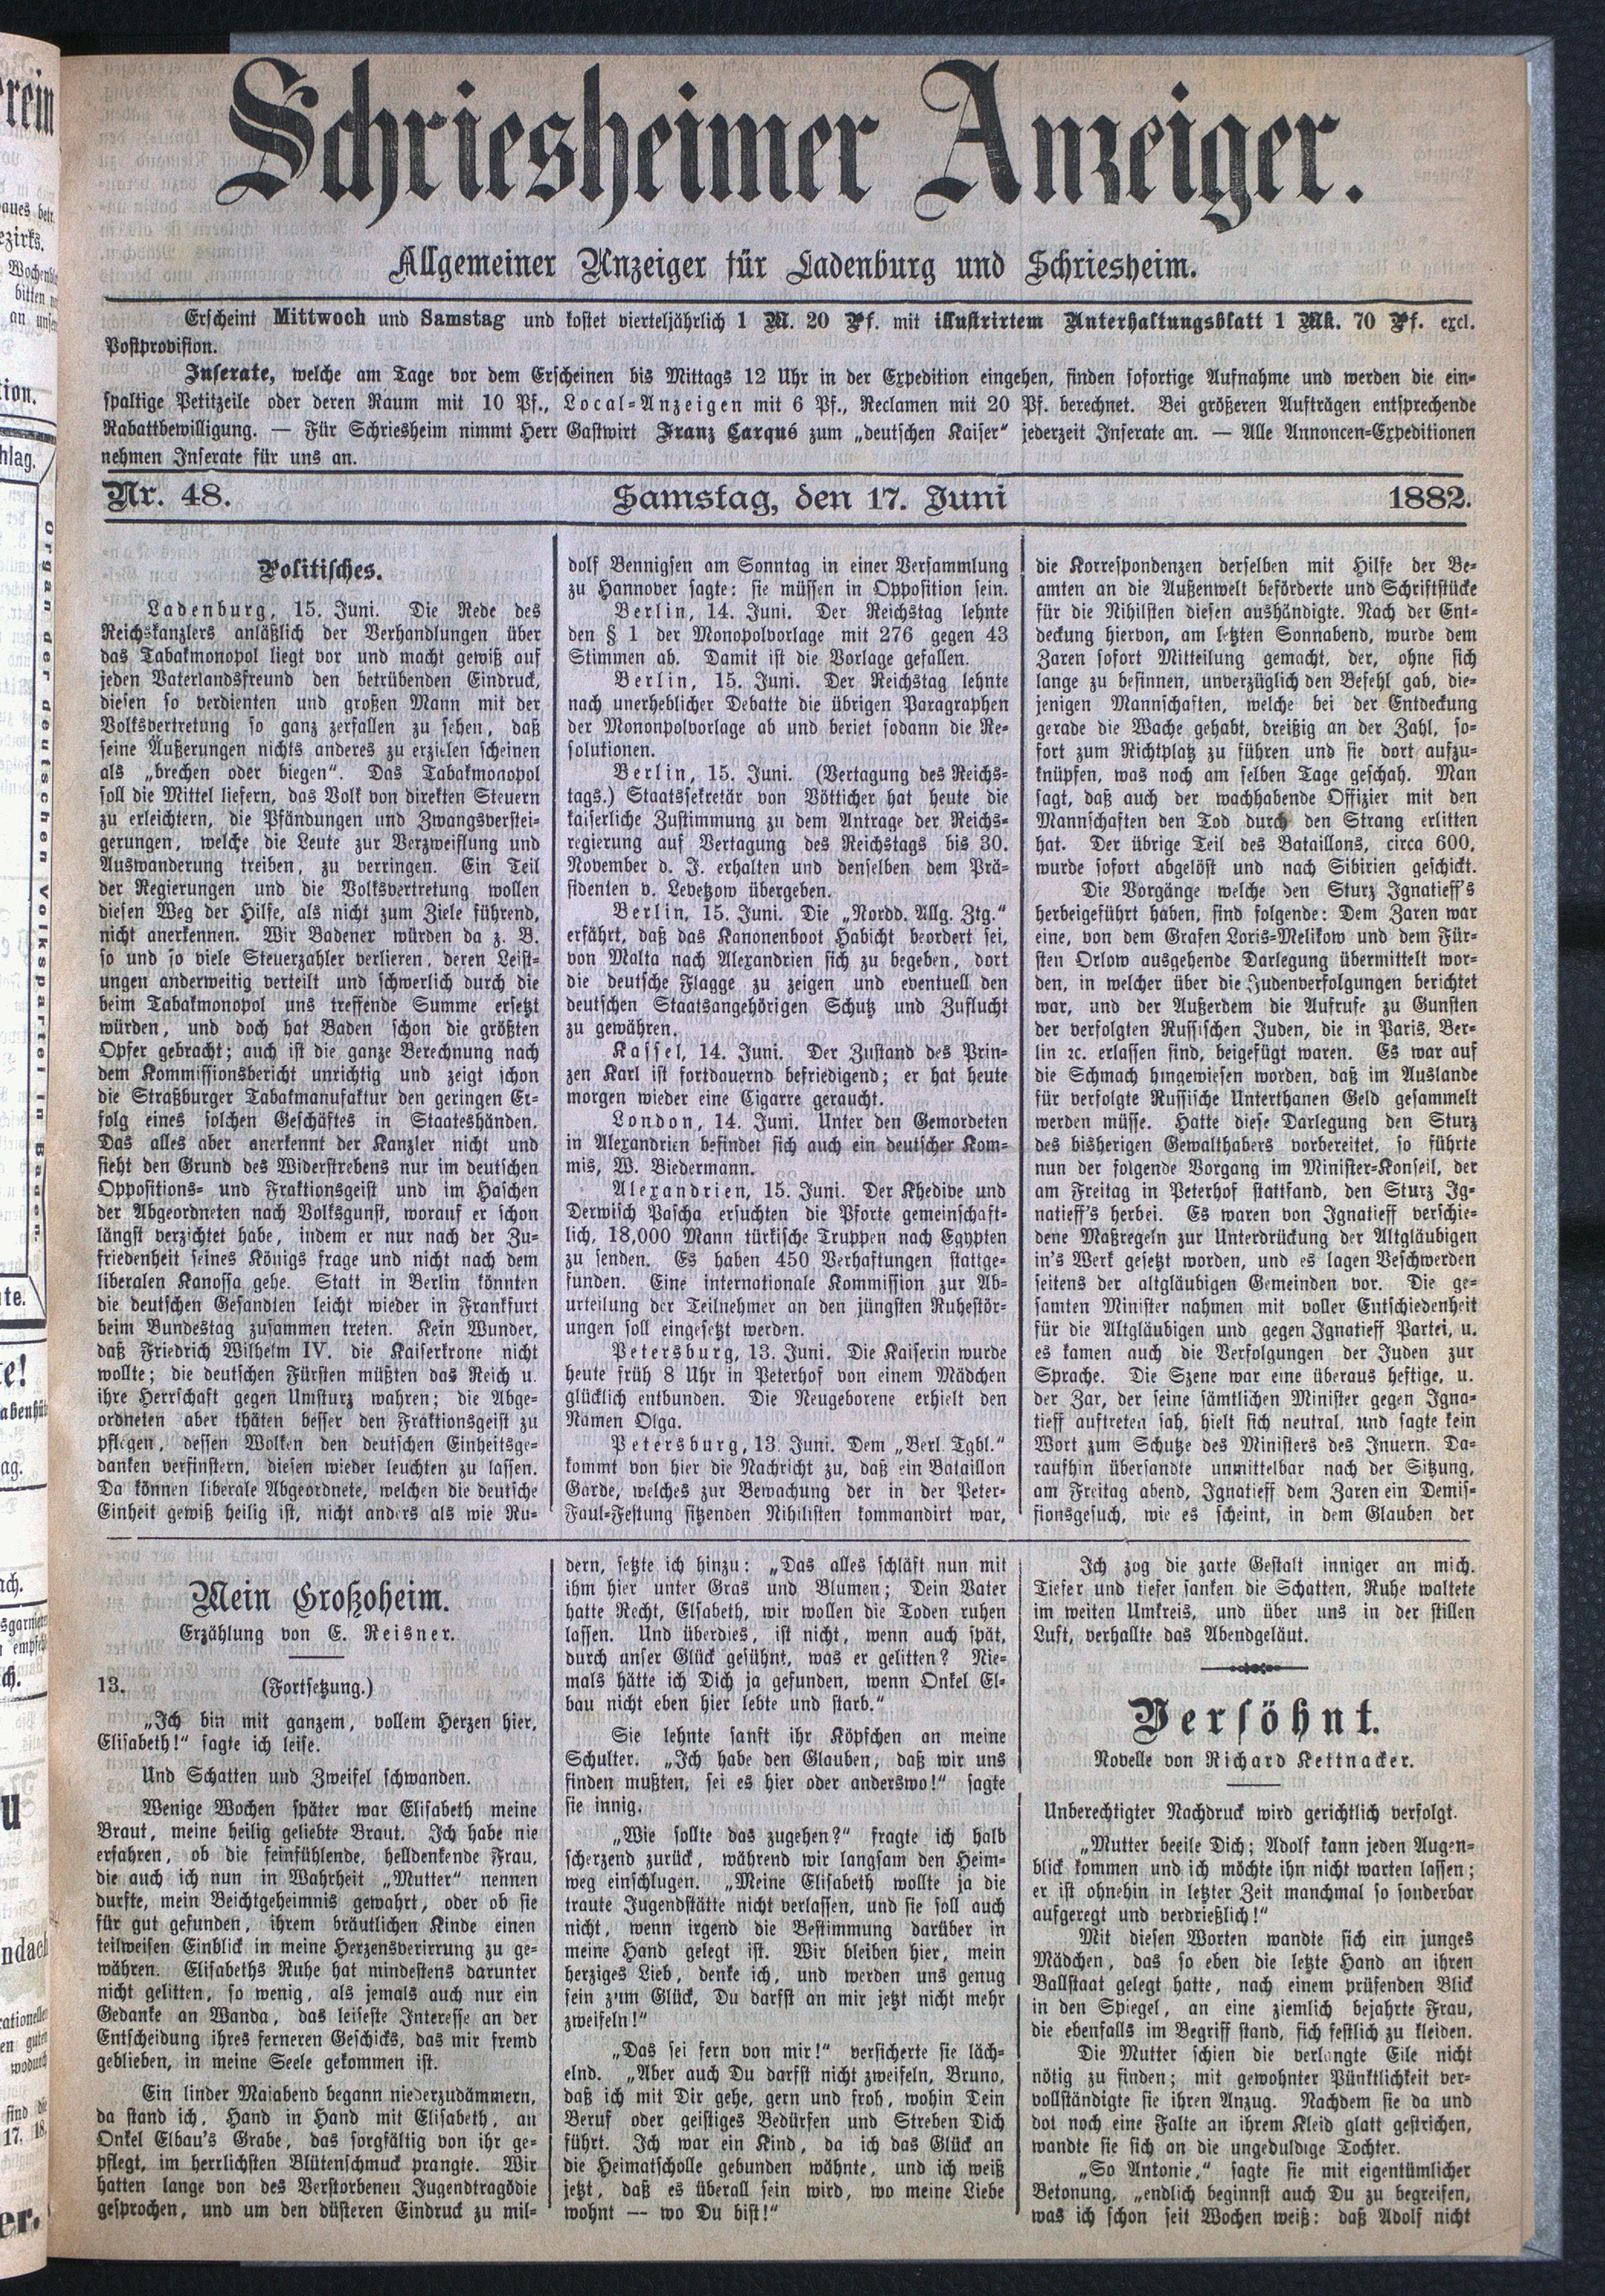 Schriesheimer Anzeiger.
Allgemeiner Anzeiger für Ladenburg und Schriesheim.
Erscheint Mittwoch und Samstag und kostet vierteljährlich 1 M. 20 Pf. mit illustrirtem Unterhaltungsblatt 1 Mk. 70 Pf. excl.
Postprovision.
Inserate, welche am Tage vor dem Erscheinen bis Mittags 12 Uhr in der Expedition eingehen, finden sofortige Aufnahme und werden die ein-
spaltige Petitzeile oder deren Raum mit 10 Pf., Local-Anzeigen mit 6 Pf., Reclamen mit 20 Pf. berechnet. Bei größeren Aufträgen entsprechende
Rabattbewilligung. — Für Schriesheim nimmt Herr Gastwirt Franz Carqué zum „deutschen Kaiser“ jederzeit Inserate an. — Alle Annoncen-Expeditionen
nehmen Inserate für uns an.
Nr. 48. Samstag, den 17. Juni 1882.
Politisches.
Ladenburg, 15. Juni. Die Rede des
Reichskanzlers anläßlich der Verhandlungen über
das Tabakmonopol liegt vor und macht gewiß auf
jeden Vaterlandsfreund den betrübenden Eindruck,
diesen so verdienten und großen Mann mit der
Volksvertretung so ganz zerfallen zu sehen, daß
seine Äußerungen nichts anderes zu erzielen scheinen
als „brechen oder biegen“. Das Tabakmonopol
soll die Mittel liefern, das Volk von direkten Steuern
zu erleichtern, die Pfändungen und Zwangsverstei-
gerungen, welche die Leute zur Verzweiflung und
Auswanderung treiben, zu verringen. Ein Teil
der Regierungen und die Volksvertretung wollen
diesen Weg der Hilfe, als nicht zum Ziele führend,
nicht anerkennen. Wir Badener würden da z. B.
so und so viele Steuerzahler verlieren, deren Leist-
ungen anderweitig verteilt und schwerlich durch die
beim Tabakmonopol uns treffende Summe ersetzt
würden, und doch hat Baden schon die größten
Opfer gebracht; auch ist die ganze Berechnung nach
dem Kommissionsbericht unrichtig und zeigt schon
die Straßburger Tabakmanufaktur den geringen Er-
folg eines solchen Geschäftes in Staateshänden.
Das alles aber anerkennt der Kanzler nicht und
sieht den Grund des Widerstrebens nur im deutschen
Oppositions- und Fraktionsgeist und im Haschen
der Abgeordneten nach Volksgunst, worauf er schon
längst verzichtet habe, indem er nur nach der Zu-
friedenheit seines Königs frage und nicht nach dem
liberalen Kanossa gehe. Statt in Berlin könnten
die deutschen Gesandten leicht wieder in Frankfurt
beim Bundestag zusammen treten. Kein Wunder,
daß Friedrich Wilhelm IV. die Kaiserkrone nicht
wollte; die deutschen Fürsten müßten das Reich u.
ihre Herrschaft gegen Umsturz wahren; die Abge-
ordneten aber thäten besser den Fraktionsgeist zu
pflegen, dessen Wolken den deutschen Einheitsge-
danken verfinstern, diesen wieder leuchten zu lassen.
Da können liberale Abgeordnete, welchen die deutsche
Einheit gewiß heilig ist, nicht anders als wie Ru-
dolf Bennigsen am Sonntag in einer Versammlung
zu Hannover sagte: sie müssen in Opposition sein.
Berlin, 14. Juni. Der Reichstag lehnte
den § 1 der Monopolvorlage mit 276 gegen 43
Stimmen ab. Damit ist die Vorlage gefallen.
Berlin, 15. Juni. Der Reichstag lehnte
nach unerheblicher Debatte die übrigen Paragraphen
der Mononpolvorlage ab und beriet sodann die Re-
solutionen.
Berlin, 15. Juni. (Vertagung des Reichs-
tags.) Staatssekretär von Bötticher hat heute die
kaiserliche Zustimmung zu dem Antrage der Reichs-
regierung auf Vertagung des Reichstags bis 30.
November d. J. erhalten und denselben dem Prä-
sidenten v. Levetzow übergeben.
Berlin, 15. Juni. Die „Nordd. Allg. Ztg.“
erfährt, daß das Kanonenboot Habicht beordert sei,
von Malta nach Alexandrien sich zu begeben, dort
die deutsche Flagge zu zeigen und eventuell den
deutschen Staatsangehörigen Schutz und Zuflucht
zu gewähren.
Kassel, 14. Juni. Der Zustand des Prin-
zen Karl ist fortdauernd befriedigend; er hat heute
morgen wieder eine Cigarre geraucht.
London, 14. Juni. Unter den Gemordeten
in Alexandrien befindet sich auch ein deutscher Kom-
mis, W. Biedermann.
Alexandrien, 15. Juni. Der Khedive und
Derwisch Pascha ersuchten die Pforte gemeinschaft-
lich, 18,000 Mann türkische Truppen nach Egypten
zu senden. Es haben 450 Verhaftungen stattge-
funden. Eine internationale Kommission zur Ab-
urteilung der Teilnehmer an den jüngsten Ruhestör-
ungen soll eingesetzt werden.
Petersburg, 13. Juni. Die Kaiserin wurde
heute früh 8 Uhr in Peterhof von einem Mädchen
glücklich entbunden. Die Neugeborene erhielt den
Namen Olga.
Petersburg, 13. Juni. Dem „Berl. Tgbl.“
kommt von hier die Nachricht zu, daß ein Bataillon
Garde, welches zur Bewachung der in der Peter-
Paul-Festung sitzenden Nihilisten kommandirt war,
die Korrespondenzen derselben mit Hilfe der Be-
amten an die Außenwelt beförderte und Schriftstücke
für die Nihilsten diesen aushändigte. Nach der Ent-
deckung hiervon, am letzten Sonnabend, wurde dem
Zaren sofort Mitteilung gemacht, der, ohne sich
lange zu besinnen, unverzüglich den Befehl gab, die-
jenigen Mannschaften, welche bei der Entdeckung
gerade die Wache gehabt, dreißig an der Zahl, so-
fort zum Richtplatz zu führen und sie dort aufzu-
knüpfen, was noch am selben Tage geschah. Man
sagt, daß auch der wachhabende Offizier mit den
Mannschaften den Tod durch den Strang erlitten
hat. Der übrige Teil des Bataillons, circa 600,
wurde sofort abgelöst und nach Sibirien geschickt.
Die Vorgänge welche den Sturz Ignatieff's
herbeigeführt haben, sind folgende: Dem Zaren war
eine, von dem Grafen Loris-Melikow und dem Für-
sten Orlow ausgehende Darlegung übermittelt wor-
den, in welcher über die Judenverfolgungen berichtet
war, und der Außerdem die Aufrufe zu Gunsten
der verfolgten Russischen Juden, die in Paris, Ber-
lin ꝛc. erlassen sind, beigefügt waren. Es war auf
die Schmach hingewiesen worden, daß im Auslande
für verfolgte Russische Unterthanen Geld gesammelt
werden müsse. Hatte diese Darlegung den Sturz
des bisherigen Gewalthabers vorbereitet, so führte
nun der folgende Vorgang im Minister-Konseil, der
am Freitag in Peterhof stattfand, den Sturz Ig-
natieff's herbei. Es waren von Ignatieff verschie-
dene Maßregeln zur Unterdrückung der Altgläubigen
in's Werk gesetzt worden, und es lagen Beschwerden
seitens der altgläubigen Gemeinden vor. Die ge-
samten Minister nahmen mit voller Entschiedenheit
für die Altgläubigen und gegen Ignatieff Partei, u.
es kamen auch die Verfolgungen der Juden zur
Sprache. Die Szene war eine überaus heftige, u.
der Zar, der seine sämtlichen Minister gegen Igna-
tieff auftreten sah, hielt sich neutral, und sagte kein
Wort zum Schutze des Ministers des Inuern. Da-
raufhin übersandte unmittelbar nach der Sitzung,
am Freitag abend, Ignatieff dem Zaren ein Demis-
sionsgesuch, wie es scheint, in dem Glauben der
Mein Großoheim.
Erzählung von E. Reisner.
13. (Fortsetzung.)
„Ich bin mit ganzem, vollem Herzen hier,
Elisabeth!“ sagte ich leise.
Und Schatten und Zweifel schwanden.
Wenige Wochen später war Elisabeth meine
Braut, meine heilig geliebte Braut. Ich habe nie
erfahren, ob die feinfühlende, helldenkende Frau,
die auch ich nun in Wahrheit „Mutter“ nennen
durfte, mein Beichtgeheimnis gewahrt, oder ob sie
für gut gefunden, ihrem bräutlichen Kinde einen
teilweisen Einblick in meine Herzensverirrung zu ge-
währen. Elisabeths Ruhe hat mindestens darunter
nicht gelitten, so wenig, als jemals auch nur ein
Gedanke an Wanda, das leiseste Interesse an der
Entscheidung ihres ferneren Geschicks, das mir fremd
geblieben, in meine Seele gekommen ist.
Ein linder Maiabend begann niederzudämmern,
da stand ich, Hand in Hand mit Elisabeth, an
Onkel Elbau's Grabe, das sorgfältig von ihr ge-
pflegt, im herrlichsten Blütenschmuck prangte. Wir
hatten lange von des Verstorbenen Jugendtragödie
gesprochen, und um den düsteren Eindruck zu mil-
dern, setzte ich hinzu: „Das alles schläft nun mit
ihm hier unter Gras und Blumen; Dein Vater
hatte Recht, Elsabeth, wir wollen die Toden ruhen
lassen. Und überdies, ist nicht, wenn auch spät,
durch unser Glück gesühnt, was er gelitten? Nie-
mals hätte ich Dich ja gefunden, wenn Onkel El-
bau nicht eben hier lebte und starb.“
Sie lehnte sanft ihr Köpfchen an meine
Schulter. „Ich habe den Glauben, daß wir uns
finden mußten, sei es hier oder anderswo!“ sagte
sie innig.
„Wie sollte das zugehen?“ fragte ich halb
scherzend zurück, während wir langsam den Heim-
weg einschlugen. „Meine Elisabeth wollte ja die
traute Jugendstätte nicht verlassen, und sie soll auch
nicht, wenn irgend die Bestimmung darüber in
meine Hand gelegt ist. Wir bleiben hier, mein
herziges Lieb, denke ich, und werden uns genug
sein zum Glück, Du darfst an mir jetzt nicht mehr
zweifeln!“
„Das sei fern von mir!“ versicherte sie läch-
elnd. „Aber auch Du darfst nicht zweifeln, Bruno,
daß ich mit Dir gehe, gern und froh, wohin Dein
Beruf oder geistiges Bedürfen und Streben Dich
führt. Ich war ein Kind, da ich das Glück an
die Heimatscholle gebunden wähnte, und ich weiß
jetzt, daß es überall sein wird, wo meine Liebe
wohnt — wo Du bist!“
Ich zog die zarte Gestalt inniger an mich.
Tiefer und tiefer sanken die Schatten, Ruhe waltete
im weiten Umkreis, und über uns in der stillen
Luft, verhallte das Abendgeläut.
Versöhnt.
Novelle von Richard Kettnacker.
Unberechtigter Nachdruck wird gerichtlich verfolgt.
„Mutter beeile Dich; Adolf kann jeden Augen-
blick kommen und ich möchte ihn nicht warten lassen;
er ist ohnehin in letzter Zeit manchmal so sonderbar
aufgeregt und verdrießlich!“
Mit diesen Worten wandte sich ein junges
Mädchen, das so eben die letzte Hand an ihren
Ballstaat gelegt hatte, nach einem prüfenden Blick
in den Spiegel, an eine ziemlich bejahrte Frau,
die ebenfalls im Begriff stand, sich festlich zu kleiden.
Die Mutter schien die verlangte Eile nicht
nötig zu finden; mit gewohnter Pünktlichkeit ver-
vollständigte sie ihren Anzug. Nachdem sie da und
dot noch eine Falte an ihrem Kleid glatt gestrichen,
wandte sie sich an die ungeduldige Tochter.
„So Antonie,“ sagte sie mit eigentümlicher
Betonung, „endlich beginnst auch Du zu begreifen,
was ich schon seit Wochen weiß: daß Adolf nicht